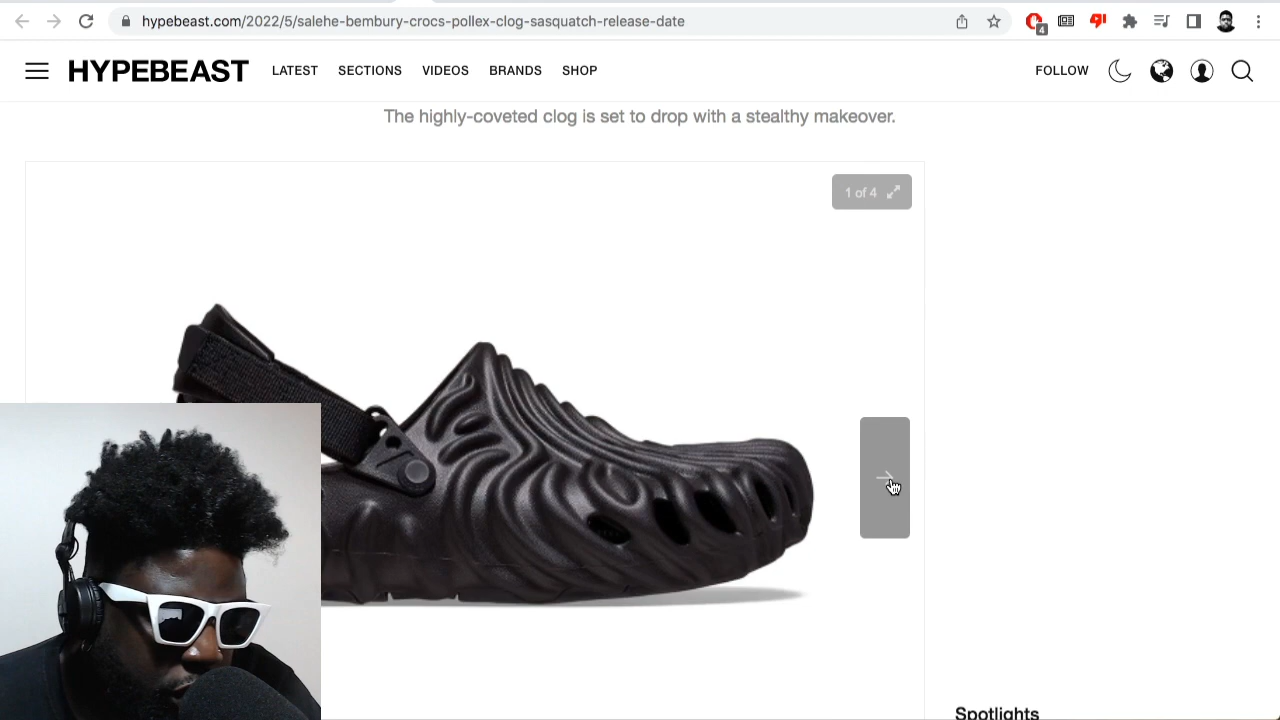 hypebeast.com/2022/5/salehe-bembury-crocs-pollex-clog-sasquatch-release-date
4
HYPEBEAST LATEST SECTIONS VIDEOS BRANDS SHOP FOLLOW
The highly-coveted clog is set to drop with a stealthy makeover.
1 of 4
Spotlights